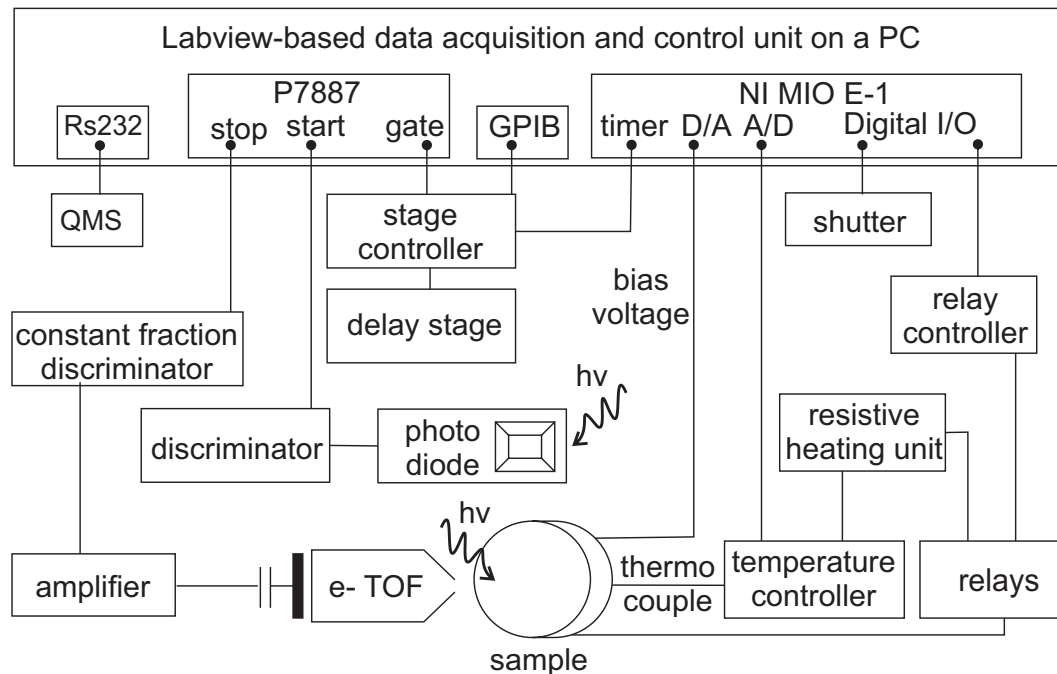 Labview-based data acquisition and control unit on a PC
P7887
NI MIO E-1
Rs232
stop
start
gate
GPIB
timer
D/A
A/D
Digital I/O
QMS
stage
controller
shutter
bias
voltage
relay
controller
constant fraction
discriminator
delay stage
hν
discriminator
photo
diode
resistive
heating unit
hν
amplifier
e- TOF
thermo
couple
temperature
controller
relays
sample